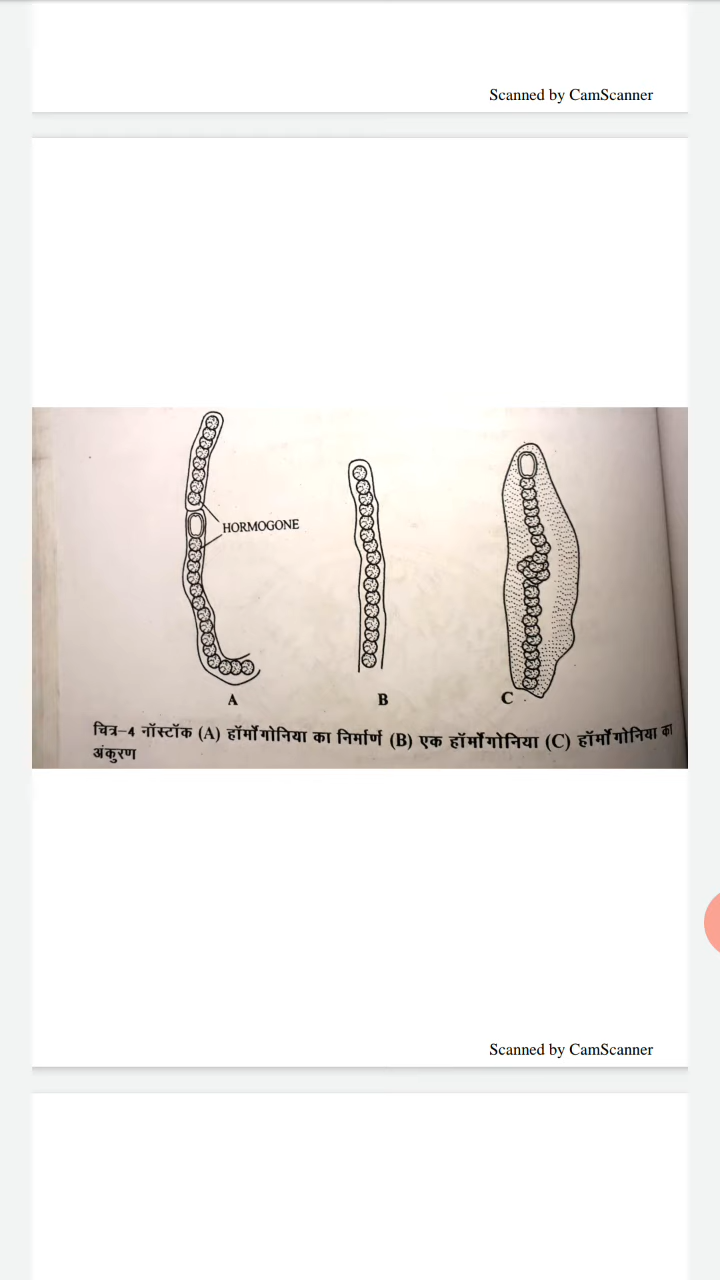 Scanned by CamScanner
HORMOGONE
A
B
C
चित्र-4 नॉस्टॉक (A) हॉर्मोगोनिया का निर्मार्ण (B) एक हॉर्मोगोनिया (C) हॉर्मोगोनिया का
अंकुरण
Scanned by CamScanner